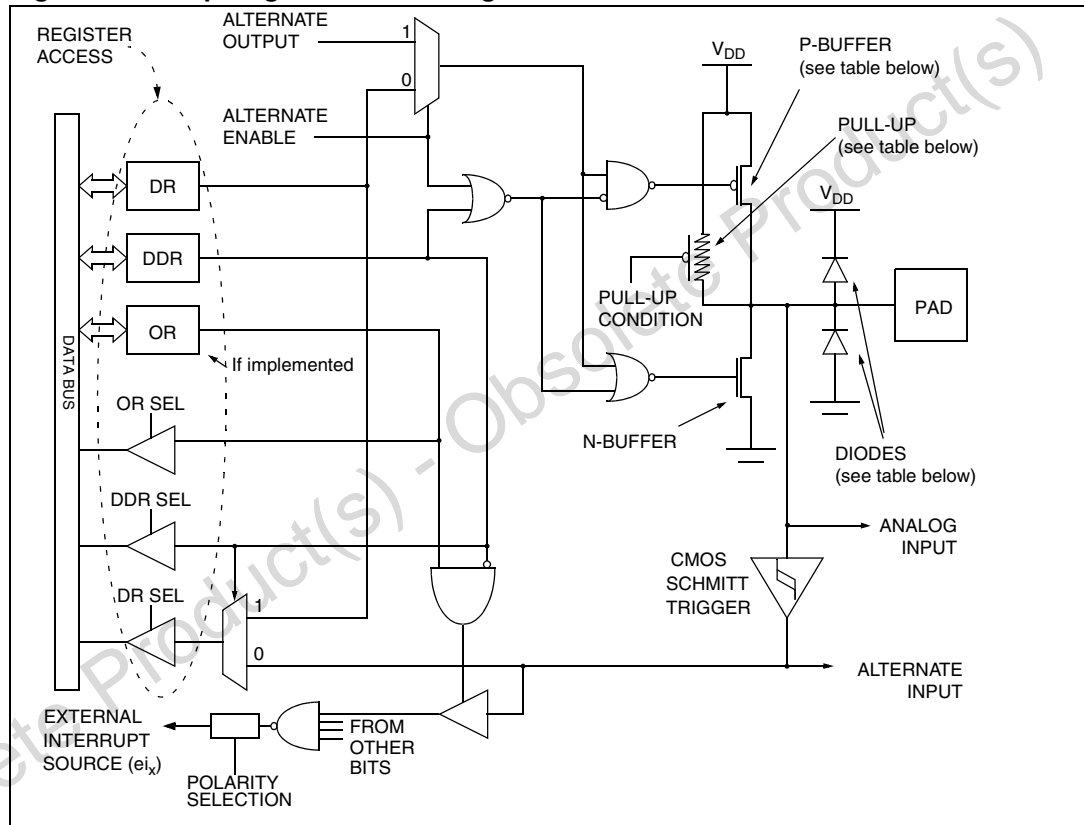 REGISTER
ACCESS
ALTERNATE
OUTPUT
1
0
ALTERNATE
ENABLE
VDD
P-BUFFER
(see table below)
PULL-UP
(see table below)
VDD
DR
DDR
OR
If implemented
PULL-UP
CONDITION
PAD
DATA BUS
OR SEL
DDR SEL
DR SEL
1
0
N-BUFFER
DIODES
(see table below)
ANALOG
INPUT
CMOS
SCHMITT
TRIGGER
ALTERNATE
INPUT
EXTERNAL
INTERRUPT
SOURCE (eix)
POLARITY
SELECTION
FROM
OTHER
BITS
ete Product(s) - Obsolete Product(s)